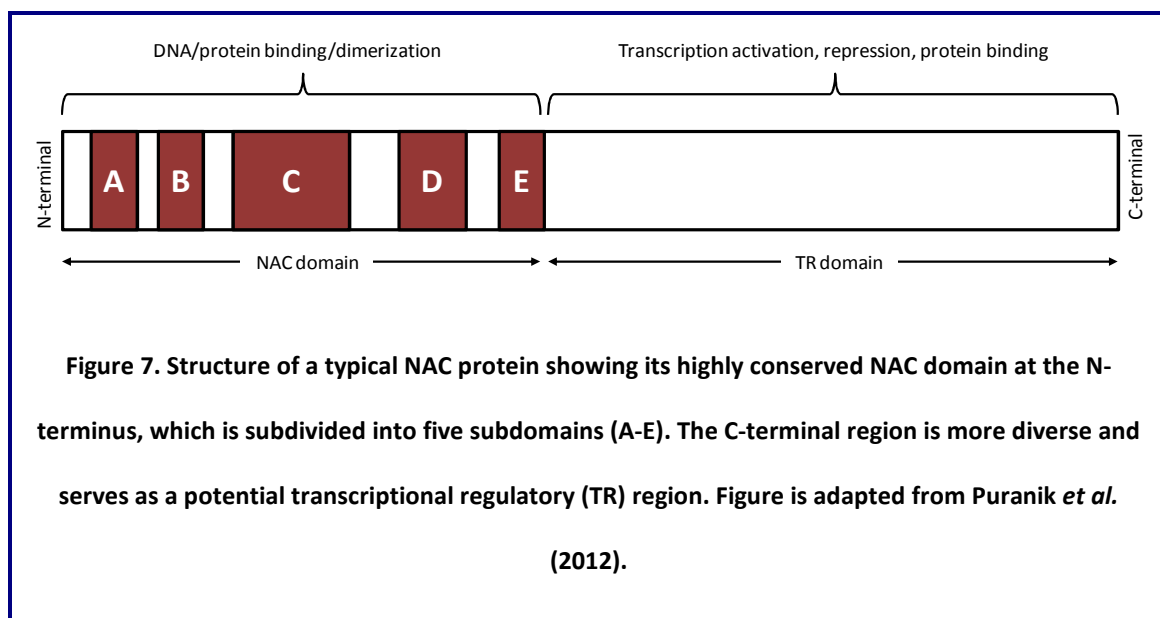 DNA/protein binding/dimerization
Transcription activation, repression, protein binding
N-terminal
A
B
C
D
E
C-terminal
NAC domain
TR domain
Figure 7. Structure of a typical NAC protein showing its highly conserved NAC domain at the N-
terminus, which is subdivided into five subdomains (A-E). The C-terminal region is more diverse and
serves as a potential transcriptional regulatory (TR) region. Figure is adapted from Puranik et al.
(2012).